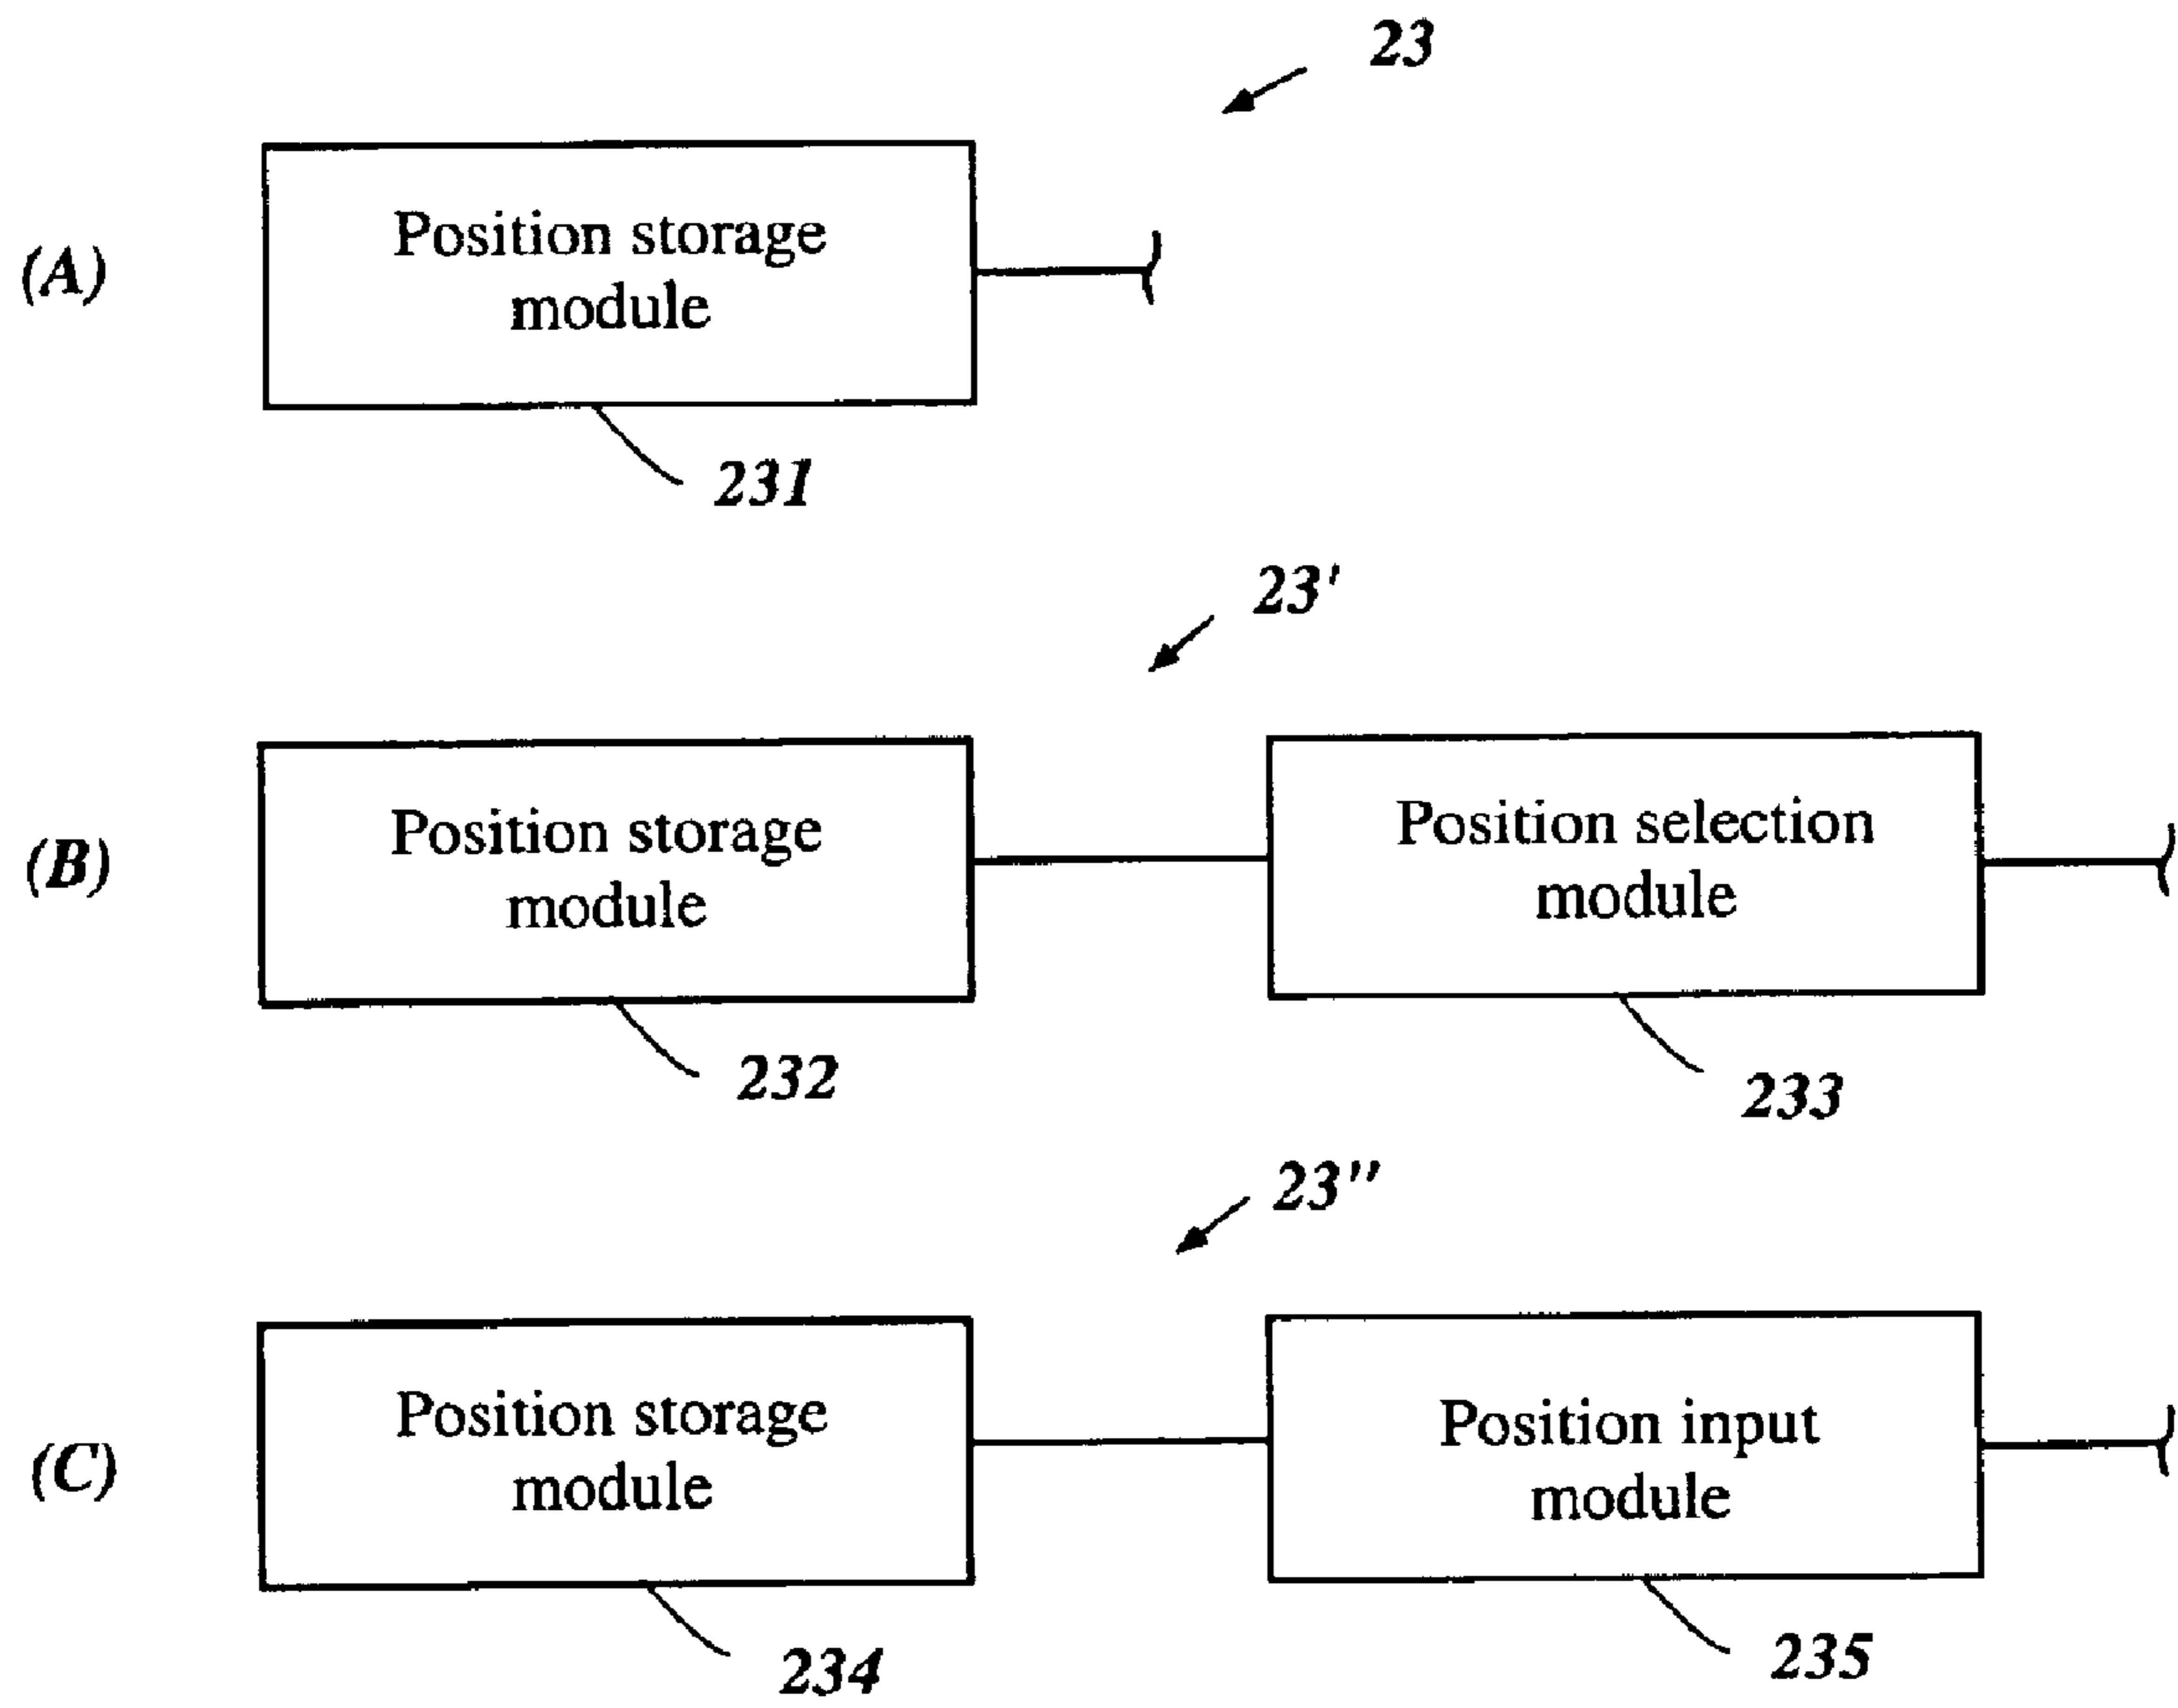 23
(A)
Position storage
module
231
23'
(B)
Position storage
module
Position selection
module
232
233
23"
(C)
Position storage
module
Position input
module
234
235